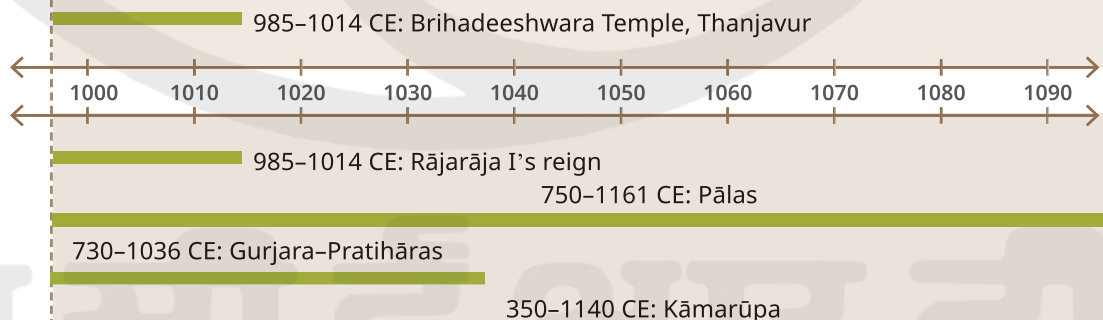 985–1014 CE: Brihadeeshwara Temple, Thanjavur
1000 1010 1020 1030 1040 1050 1060 1070 1080 1090
985–1014 CE: Rājarāja I’s reign
750–1161 CE: Pālas
730–1036 CE: Gurjara–Pratihāras
350–1140 CE: Kāmarūpa